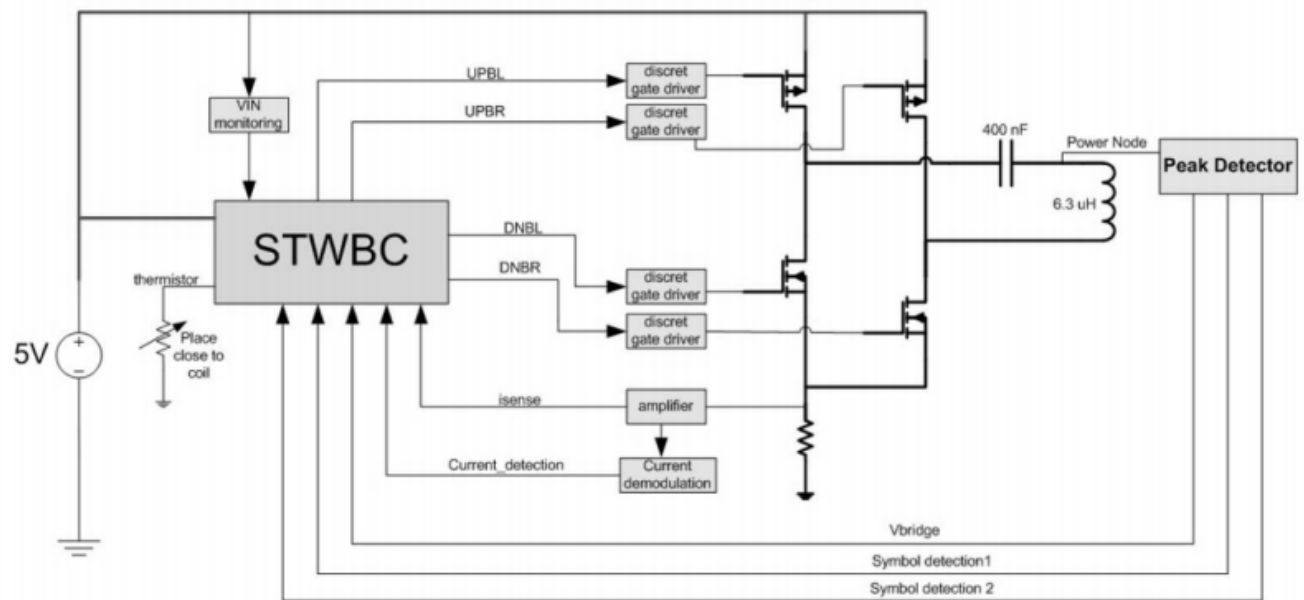 UPBL
discret
gate driver
VIN
monitoring
UPBR
discret
gate driver
400 nF
Power Node
Peak Detector
6.3 uH
STWBC
DNBL
DNBR
discret
gate driver
discret
gate driver
thermistor
Place
close to
coil
5V
+
−
isense
amplifier
Current_detection
Current
demodulation
Vbridge
Symbol detection1
Symbol detection 2